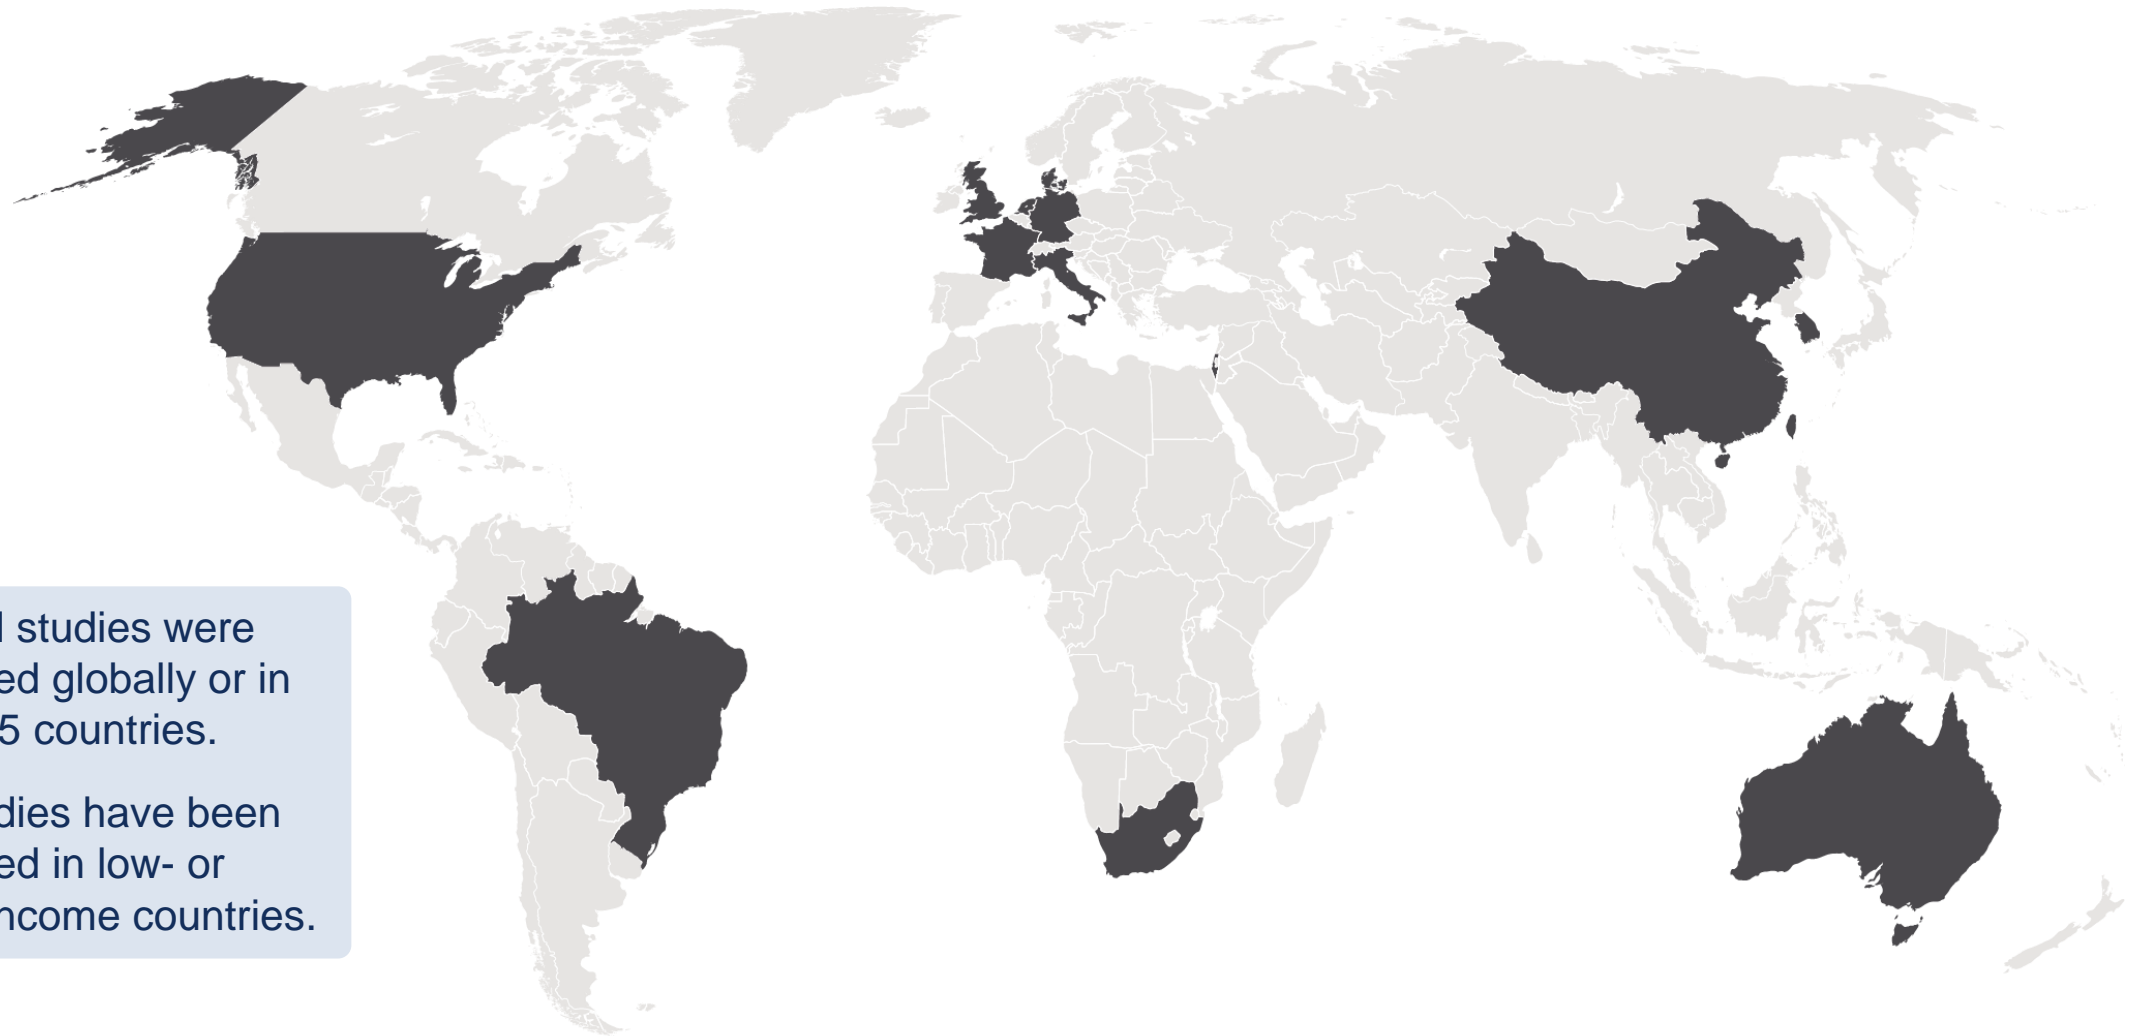 l studies were
ed globally or in
5 countries.
dies have been
ed in low- or
ncome countries.